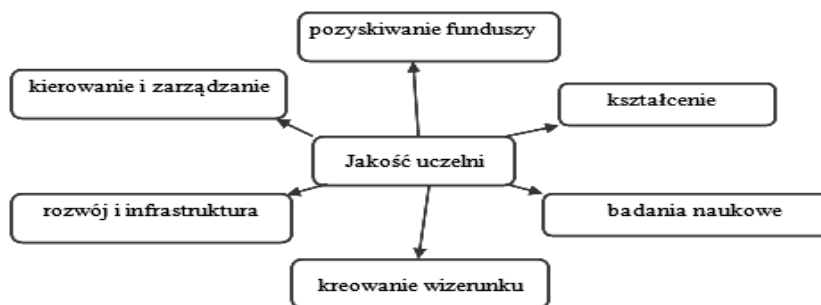 pozyskiwanie funduszy
kierowanie i zarządzanie
kształcenie
Jakość uczelni
rozwój i infrastruktura
badania naukowe
kreowanie wizerunku